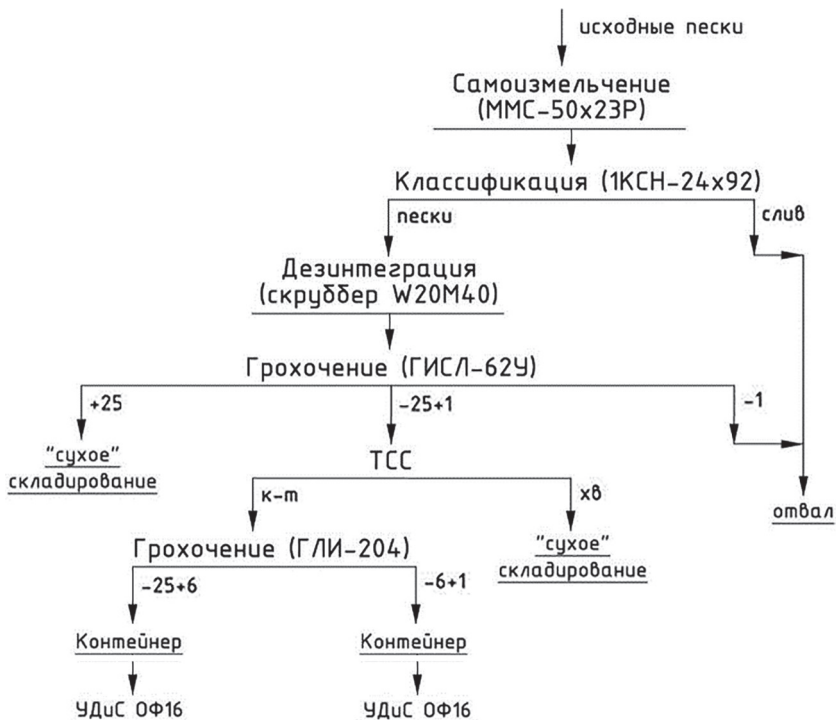 исходные пески
Самоизмельчение
(ММС-50х23Р)
Классификация (1КСН-24х92)
пески
слив
Дезинтеграция
(скруббер W20M40)
Грохочение (ГИСЛ-62У)
+25
-25+1
-1
"сухое"
складирование
ТСС
к-т
хв
отвал
Грохочение (ГЛИ-204)
"сухое"
складирование
-25+6
-6+1
Контейнер
Контейнер
УДиС ОФ16
УДиС ОФ16